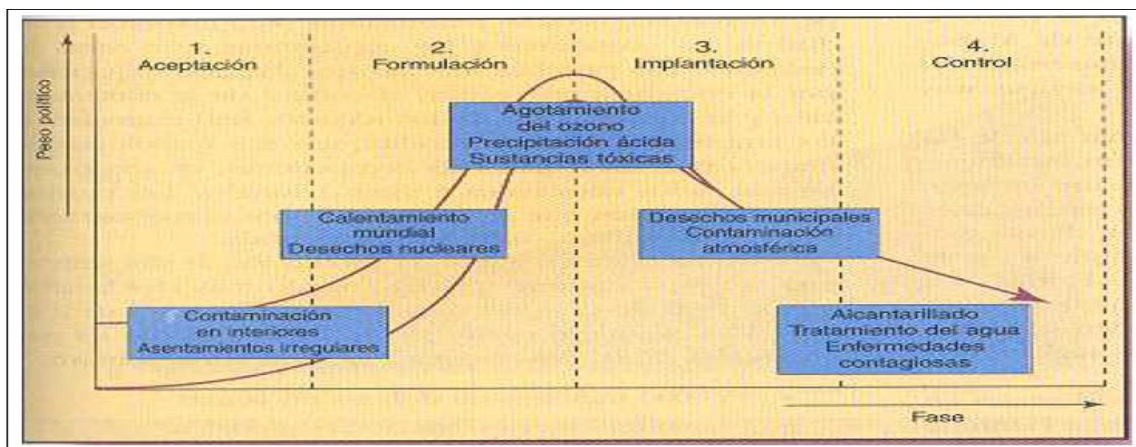 1.
Aceptación
2.
Formulación
3.
Implantación
4.
Control
Peso político
Agotamiento
del ozono
Precipitación ácida
Sustancias tóxicas
Calentamiento
mundial
Desechos nucleares
Desechos municipales
Contaminación
atmosférica
Contaminación
en interiores
Asentamientos irregulares
Alcantarillado
Tratamiento del agua
Enfermedades
contagiosas
Fase